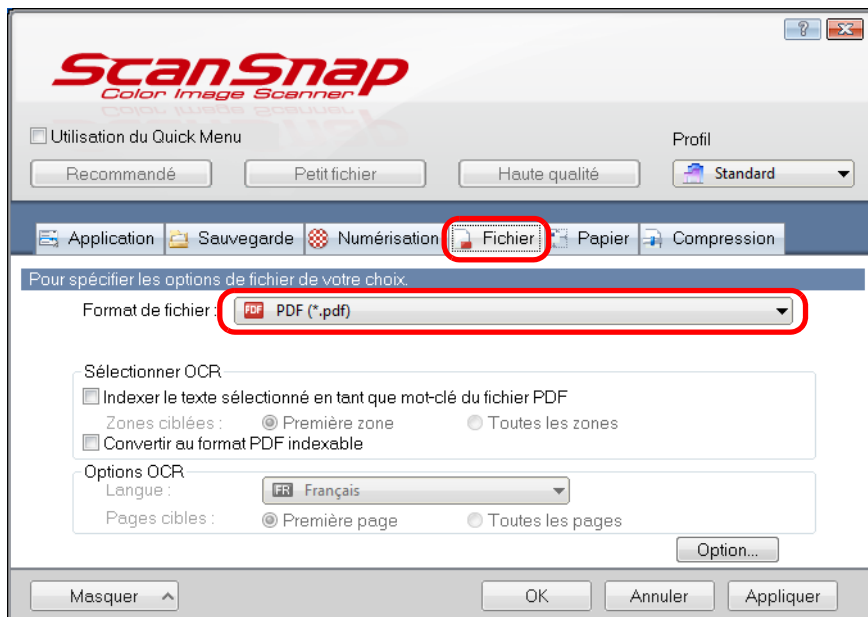 ScanSnap
Color Image Scanner
Utilisation du Quick Menu
Profil
Recommandé Petit fichier Haute qualité Standard
Application Sauvegarde Numérisation Fichier Papier Compression
Pour spécifier les options de fichier de votre choix.
Format de fichier : PDF PDF (*.pdf)
Sélectionner OCR
Indexer le texte sélectionné en tant que mot-clé du fichier PDF
Zones ciblées : Première zone Toutes les zones
Convertir au format PDF indexable
Options OCR
Langue : FR Français
Pages cibles : Première page Toutes les pages
Option...
Masquer OK Annuler Appliquer